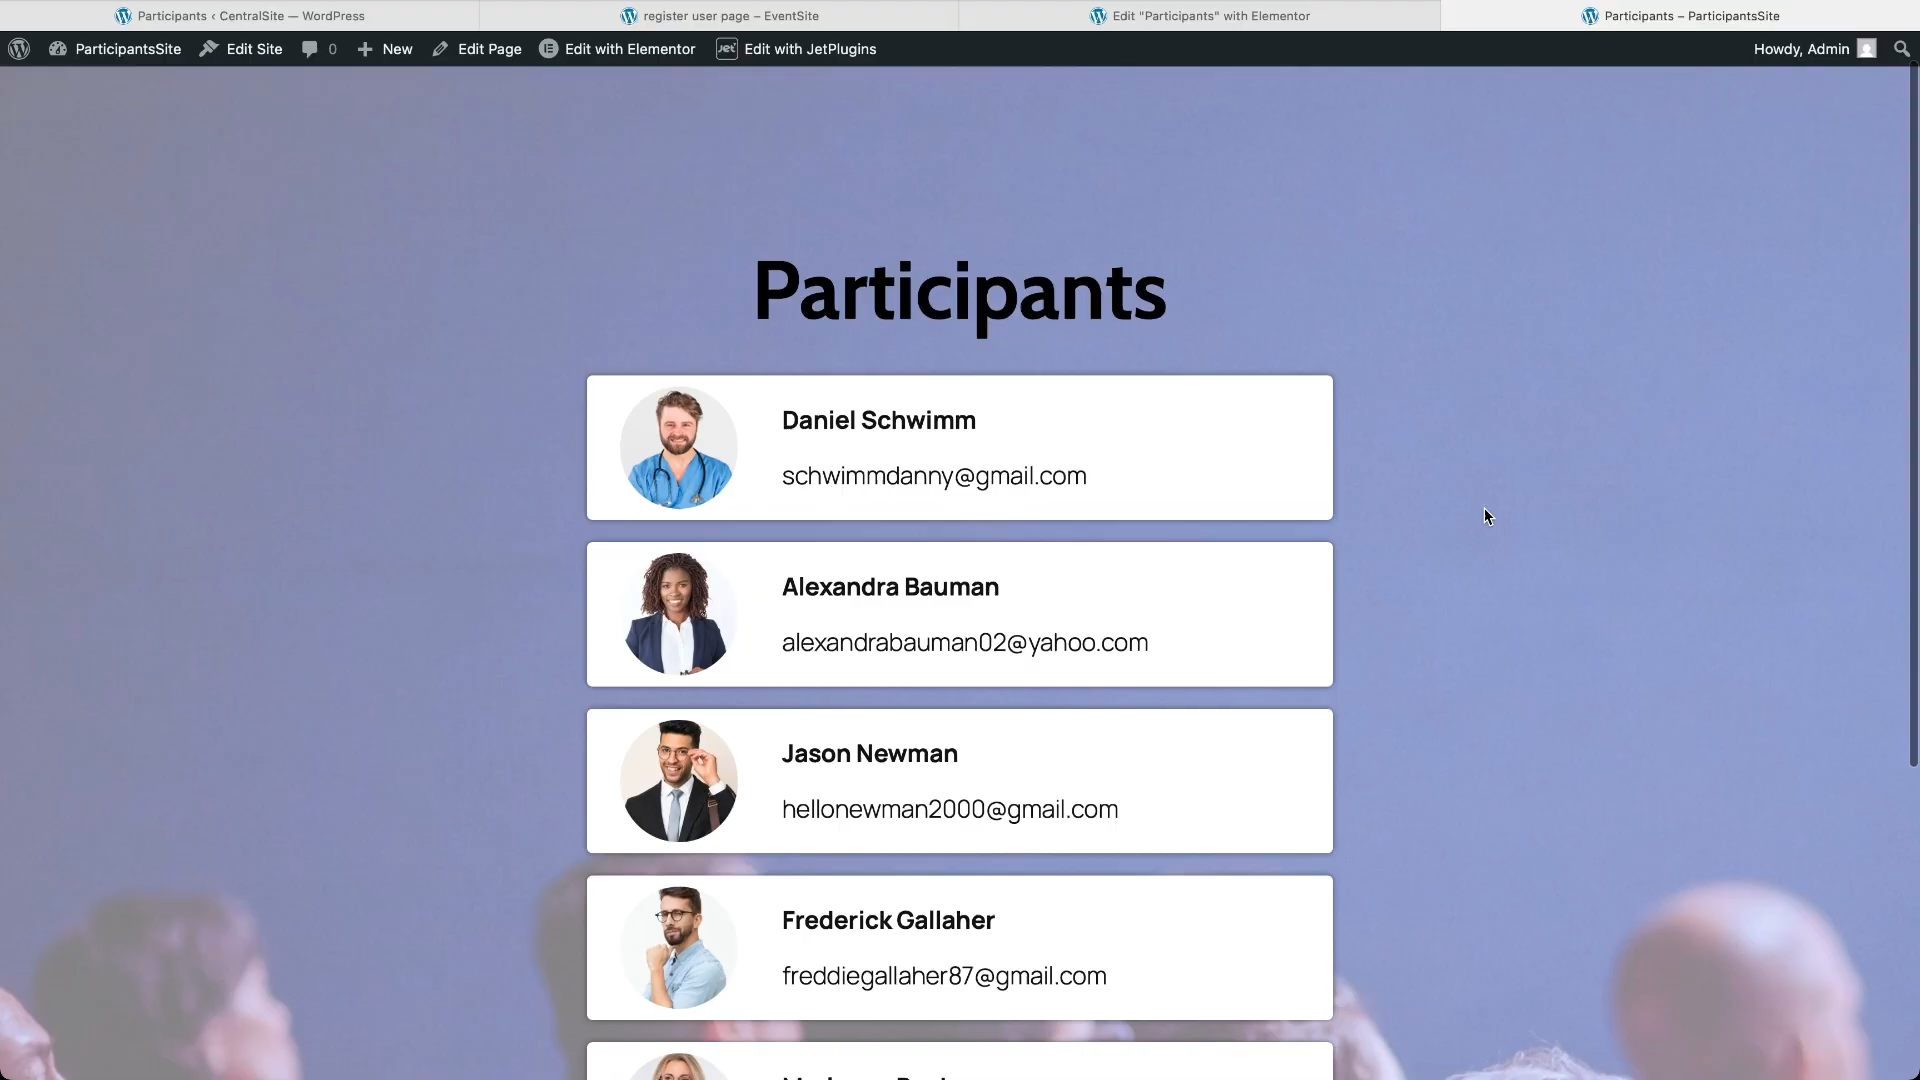 Participants ‹ CentralSite — WordPress
register user page – EventSite
Edit "Participants" with Elementor
Participants – ParticipantsSite
ParticipantsSite
Edit Site
0
New
Edit Page
Edit with Elementor
Jet Edit with JetPlugins
Howdy, Admin
Participants
Daniel Schwimm
schwimmdanny@gmail.com
Alexandra Bauman
alexandrabauman02@yahoo.com
Jason Newman
hellonewman2000@gmail.com
Frederick Gallaher
freddiegallaher87@gmail.com